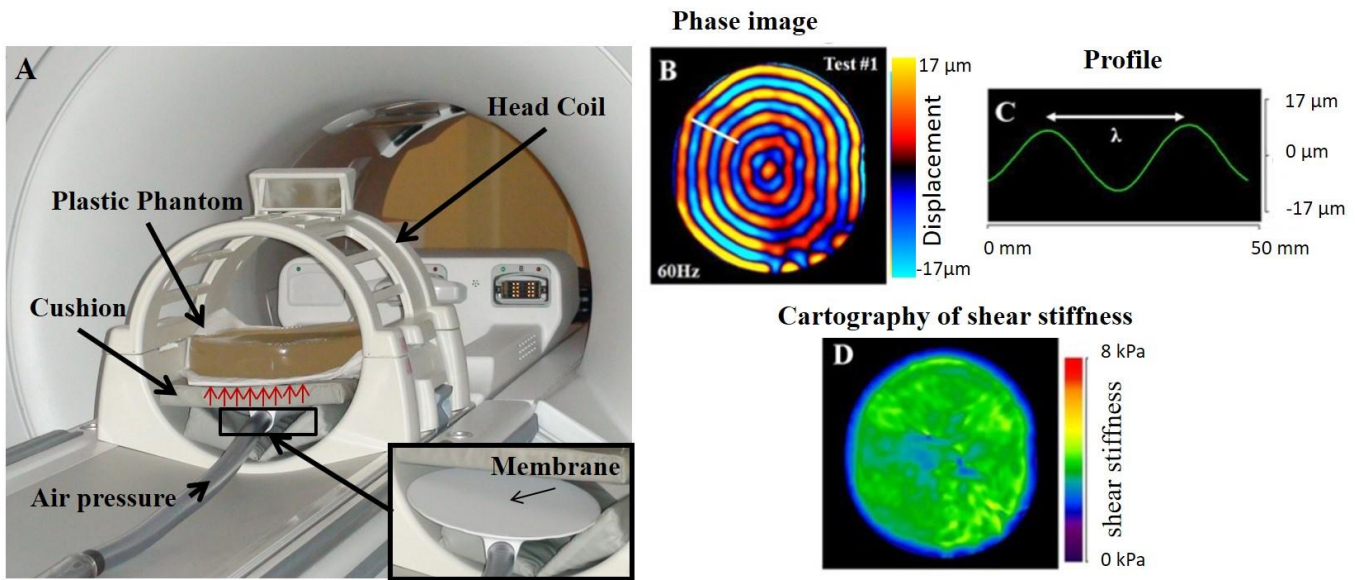 A
Head Coil
Plastic Phantom
Cushion
Air pressure
Membrane
Phase image
B
Test #1
60Hz
17 µm
Displacement
-17µm
Profile
C
λ
17 µm
0 µm
-17 µm
0 mm
50 mm
Cartography of shear stiffness
D
8 kPa
shear stiffness
0 kPa